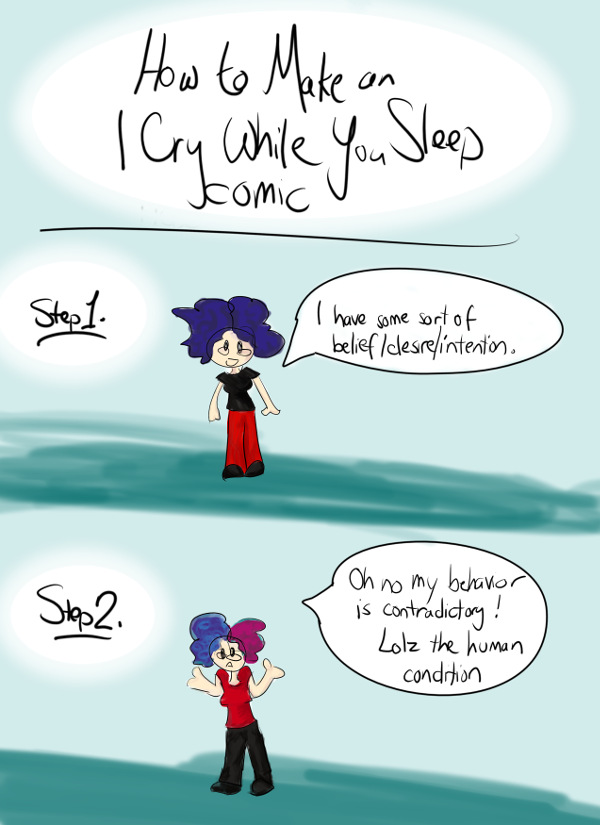 How to Make an
I Cry While You Sleep
comic
Step 1.
I have some sort of
belief/desire/intention.
Step 2.
Oh no my behavior
is contradictory!
Lolz the human
condition